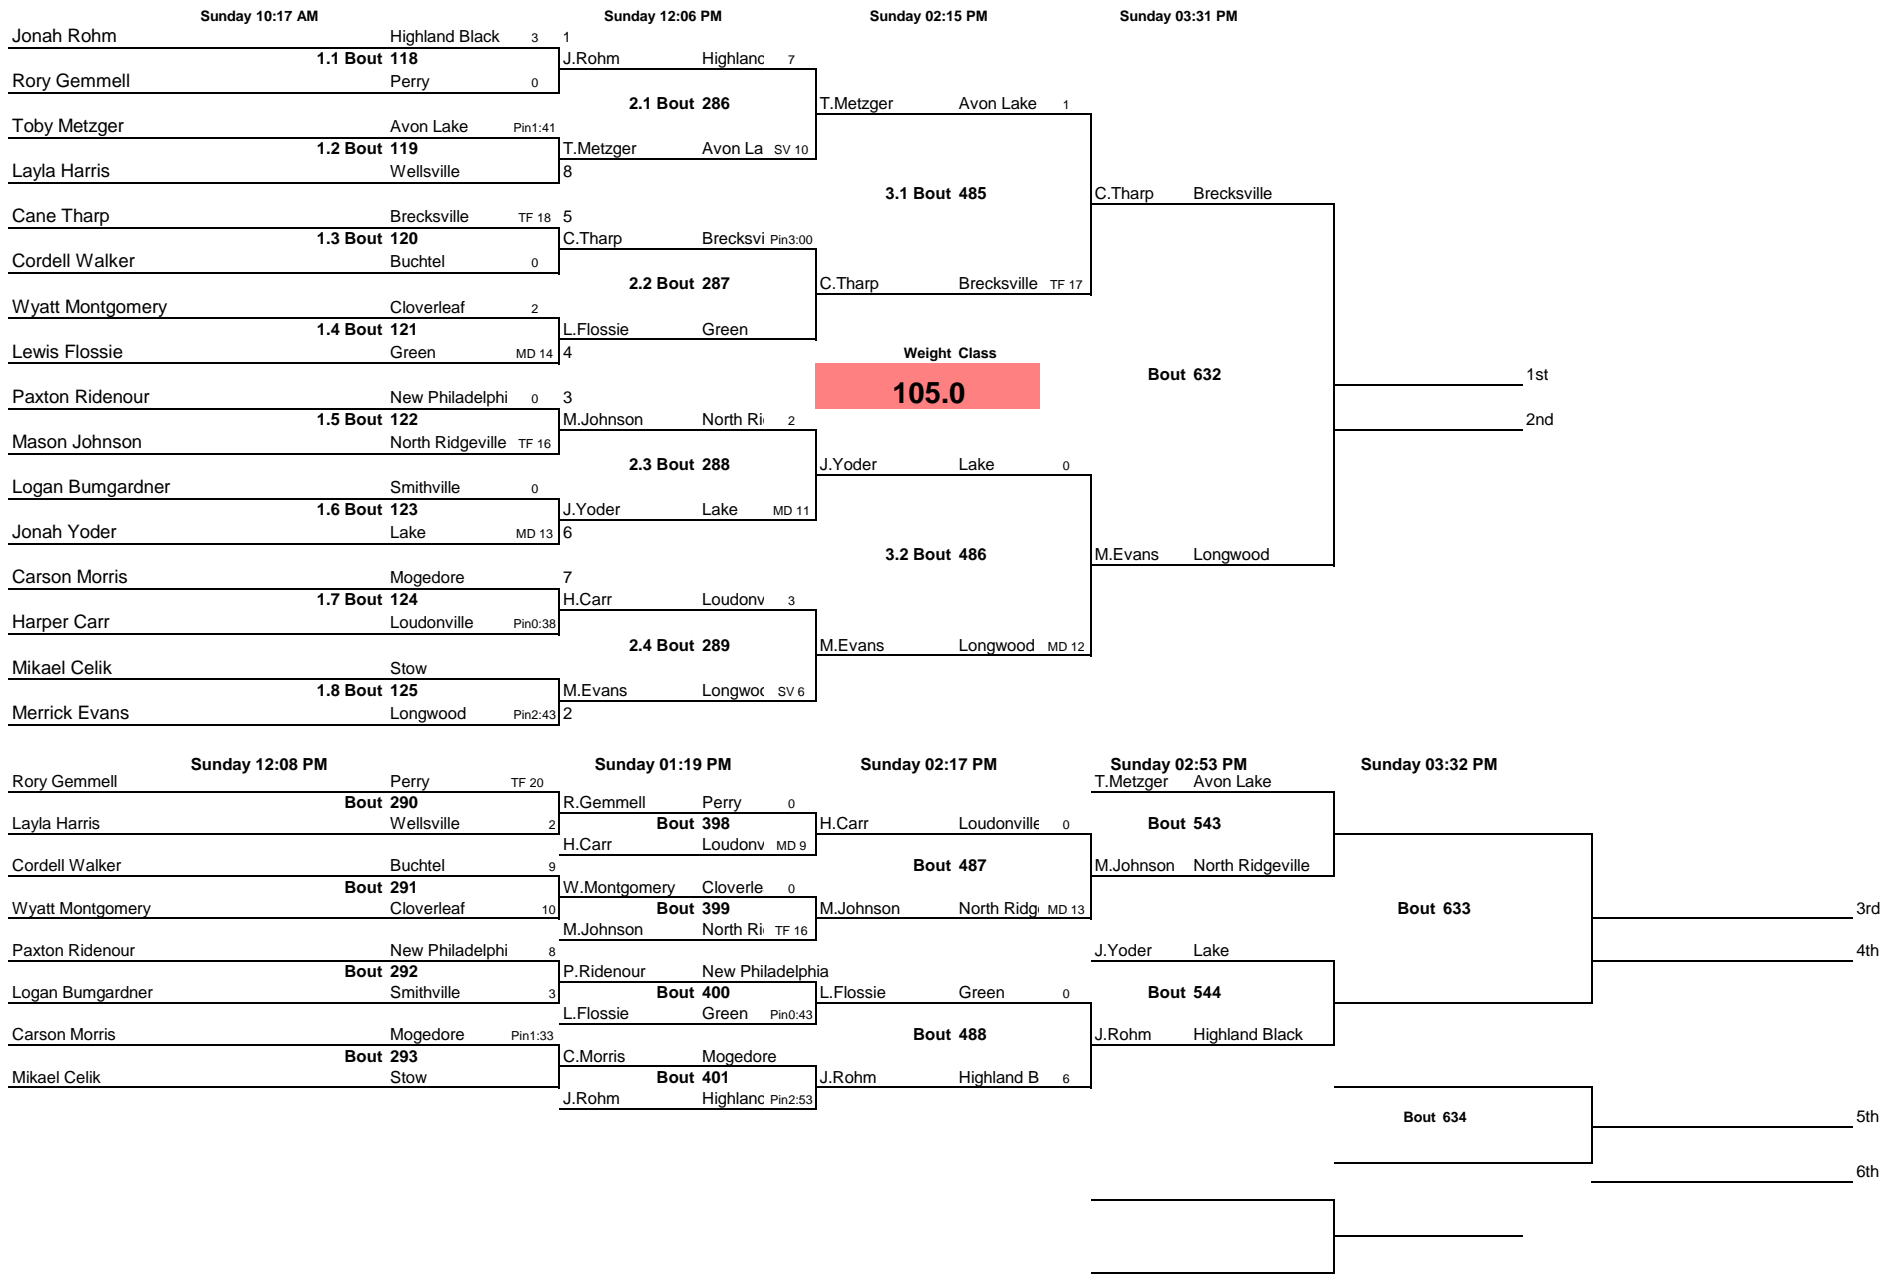 Sunday 10:17 AM Sunday 12:06 PM Sunday 02:15 PM Sunday 03:31 PM
Jonah Rohm Highland Black 3 1
1.1 Bout 118 J.Rohm Highlanc 7
Rory Gemmell Perry 0
2.1 Bout 286 T.Metzger Avon Lake 1
Toby Metzger Avon Lake Pin1:41
1.2 Bout 119 T.Metzger Avon La SV 10
Layla Harris Wellsville 8
3.1 Bout 485 C.Tharp Brecksville
Cane Tharp Brecksville TF 18 5
1.3 Bout 120 C.Tharp Brecksvi Pin3:00
Cordell Walker Buchtel 0
2.2 Bout 287 C.Tharp Brecksville TF 17
Wyatt Montgomery Cloverleaf 2
1.4 Bout 121 L.Flossie Green
Lewis Flossie Green MD 14 4 Weight Class
Bout 632 1st
Paxton Ridenour New Philadelphi 0 3 105.0
1.5 Bout 122 M.Johnson North Ri 2 2nd
Mason Johnson North Ridgeville TF 16
2.3 Bout 288 J.Yoder Lake 0
Logan Bumgardner Smithville 0
1.6 Bout 123 J.Yoder Lake MD 11
Jonah Yoder Lake MD 13 6
3.2 Bout 486 M.Evans Longwood
Carson Morris Mogedore 7
1.7 Bout 124 H.Carr Loudonv 3
Harper Carr Loudonville Pin0:38
2.4 Bout 289 M.Evans Longwood MD 12
Mikael Celik Stow
1.8 Bout 125 M.Evans Longwoc SV 6
Merrick Evans Longwood Pin2:43 2
Sunday 12:08 PM Sunday 01:19 PM Sunday 02:17 PM Sunday 02:53 PM Sunday 03:32 PM
Rory Gemmell Perry TF 20 T.Metzger Avon Lake
Bout 290 R.Gemmell Perry 0
Layla Harris Wellsville 2 Bout 398 H.Carr Loudonville 0 Bout 543
H.Carr Loudonv MD 9
Cordell Walker Buchtel 9 Bout 487 M.Johnson North Ridgeville
Bout 291 W.Montgomery Cloverle 0
Wyatt Montgomery Cloverleaf 10 Bout 399 M.Johnson North Ridg MD 13 Bout 633 3rd
M.Johnson North Ri TF 16
Paxton Ridenour New Philadelphi 8 J.Yoder Lake 4th
Bout 292 P.Ridenour New Philadelphia
Logan Bumgardner Smithville 3 Bout 400 L.Flossie Green 0 Bout 544
L.Flossie Green Pin0:43
Carson Morris Mogedore Pin1:33 Bout 488 J.Rohm Highland Black
Bout 293 C.Morris Mogedore
Mikael Celik Stow Bout 401 J.Rohm Highland B 6
J.Rohm Highlanc Pin2:53
Bout 634 5th
6th